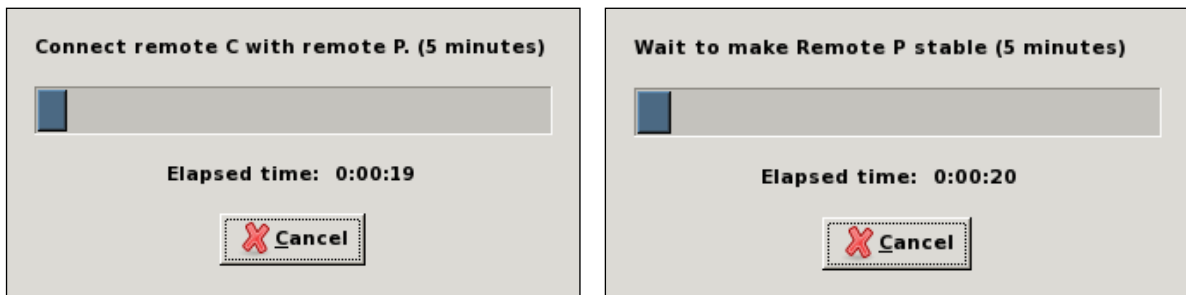 Connect remote C with remote P. (5 minutes)
Elapsed time: 0:00:19
Cancel
Wait to make Remote P stable (5 minutes)
Elapsed time: 0:00:20
Cancel